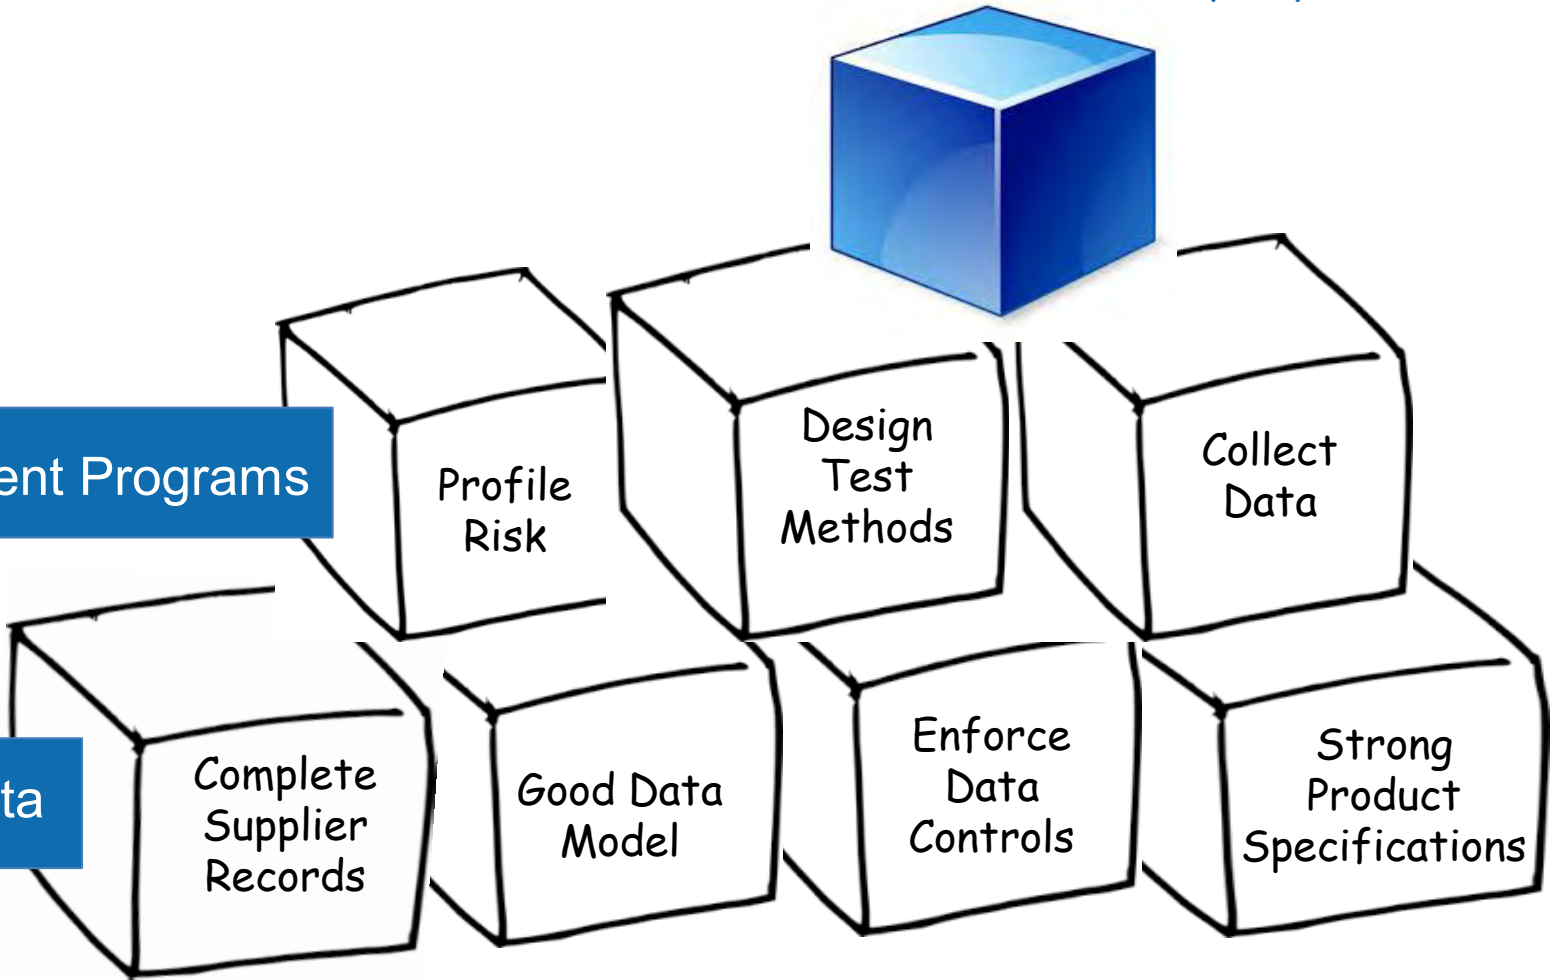 ent Programs
Profile
Risk
Design
Test
Methods
Collect
Data
ta
Complete
Supplier
Records
Good Data
Model
Enforce
Data
Controls
Strong
Product
Specifications